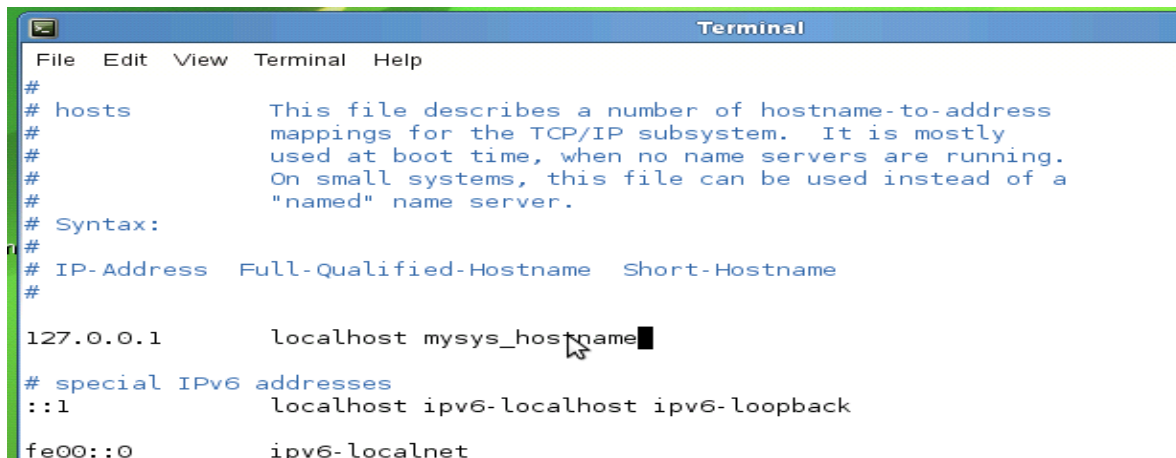 Terminal
File Edit View Terminal Help
#
# hosts This file describes a number of hostname-to-address
# mappings for the TCP/IP subsystem. It is mostly
# used at boot time, when no name servers are running.
# On small systems, this file can be used instead of a
# "named" name server.
# Syntax:
#
# IP-Address Full-Qualified-Hostname Short-Hostname
#
127.0.0.1 localhost mysys_hostname
# special IPv6 addresses
::1 localhost ipv6-localhost ipv6-loopback
fe00::0 ipv6-localnet